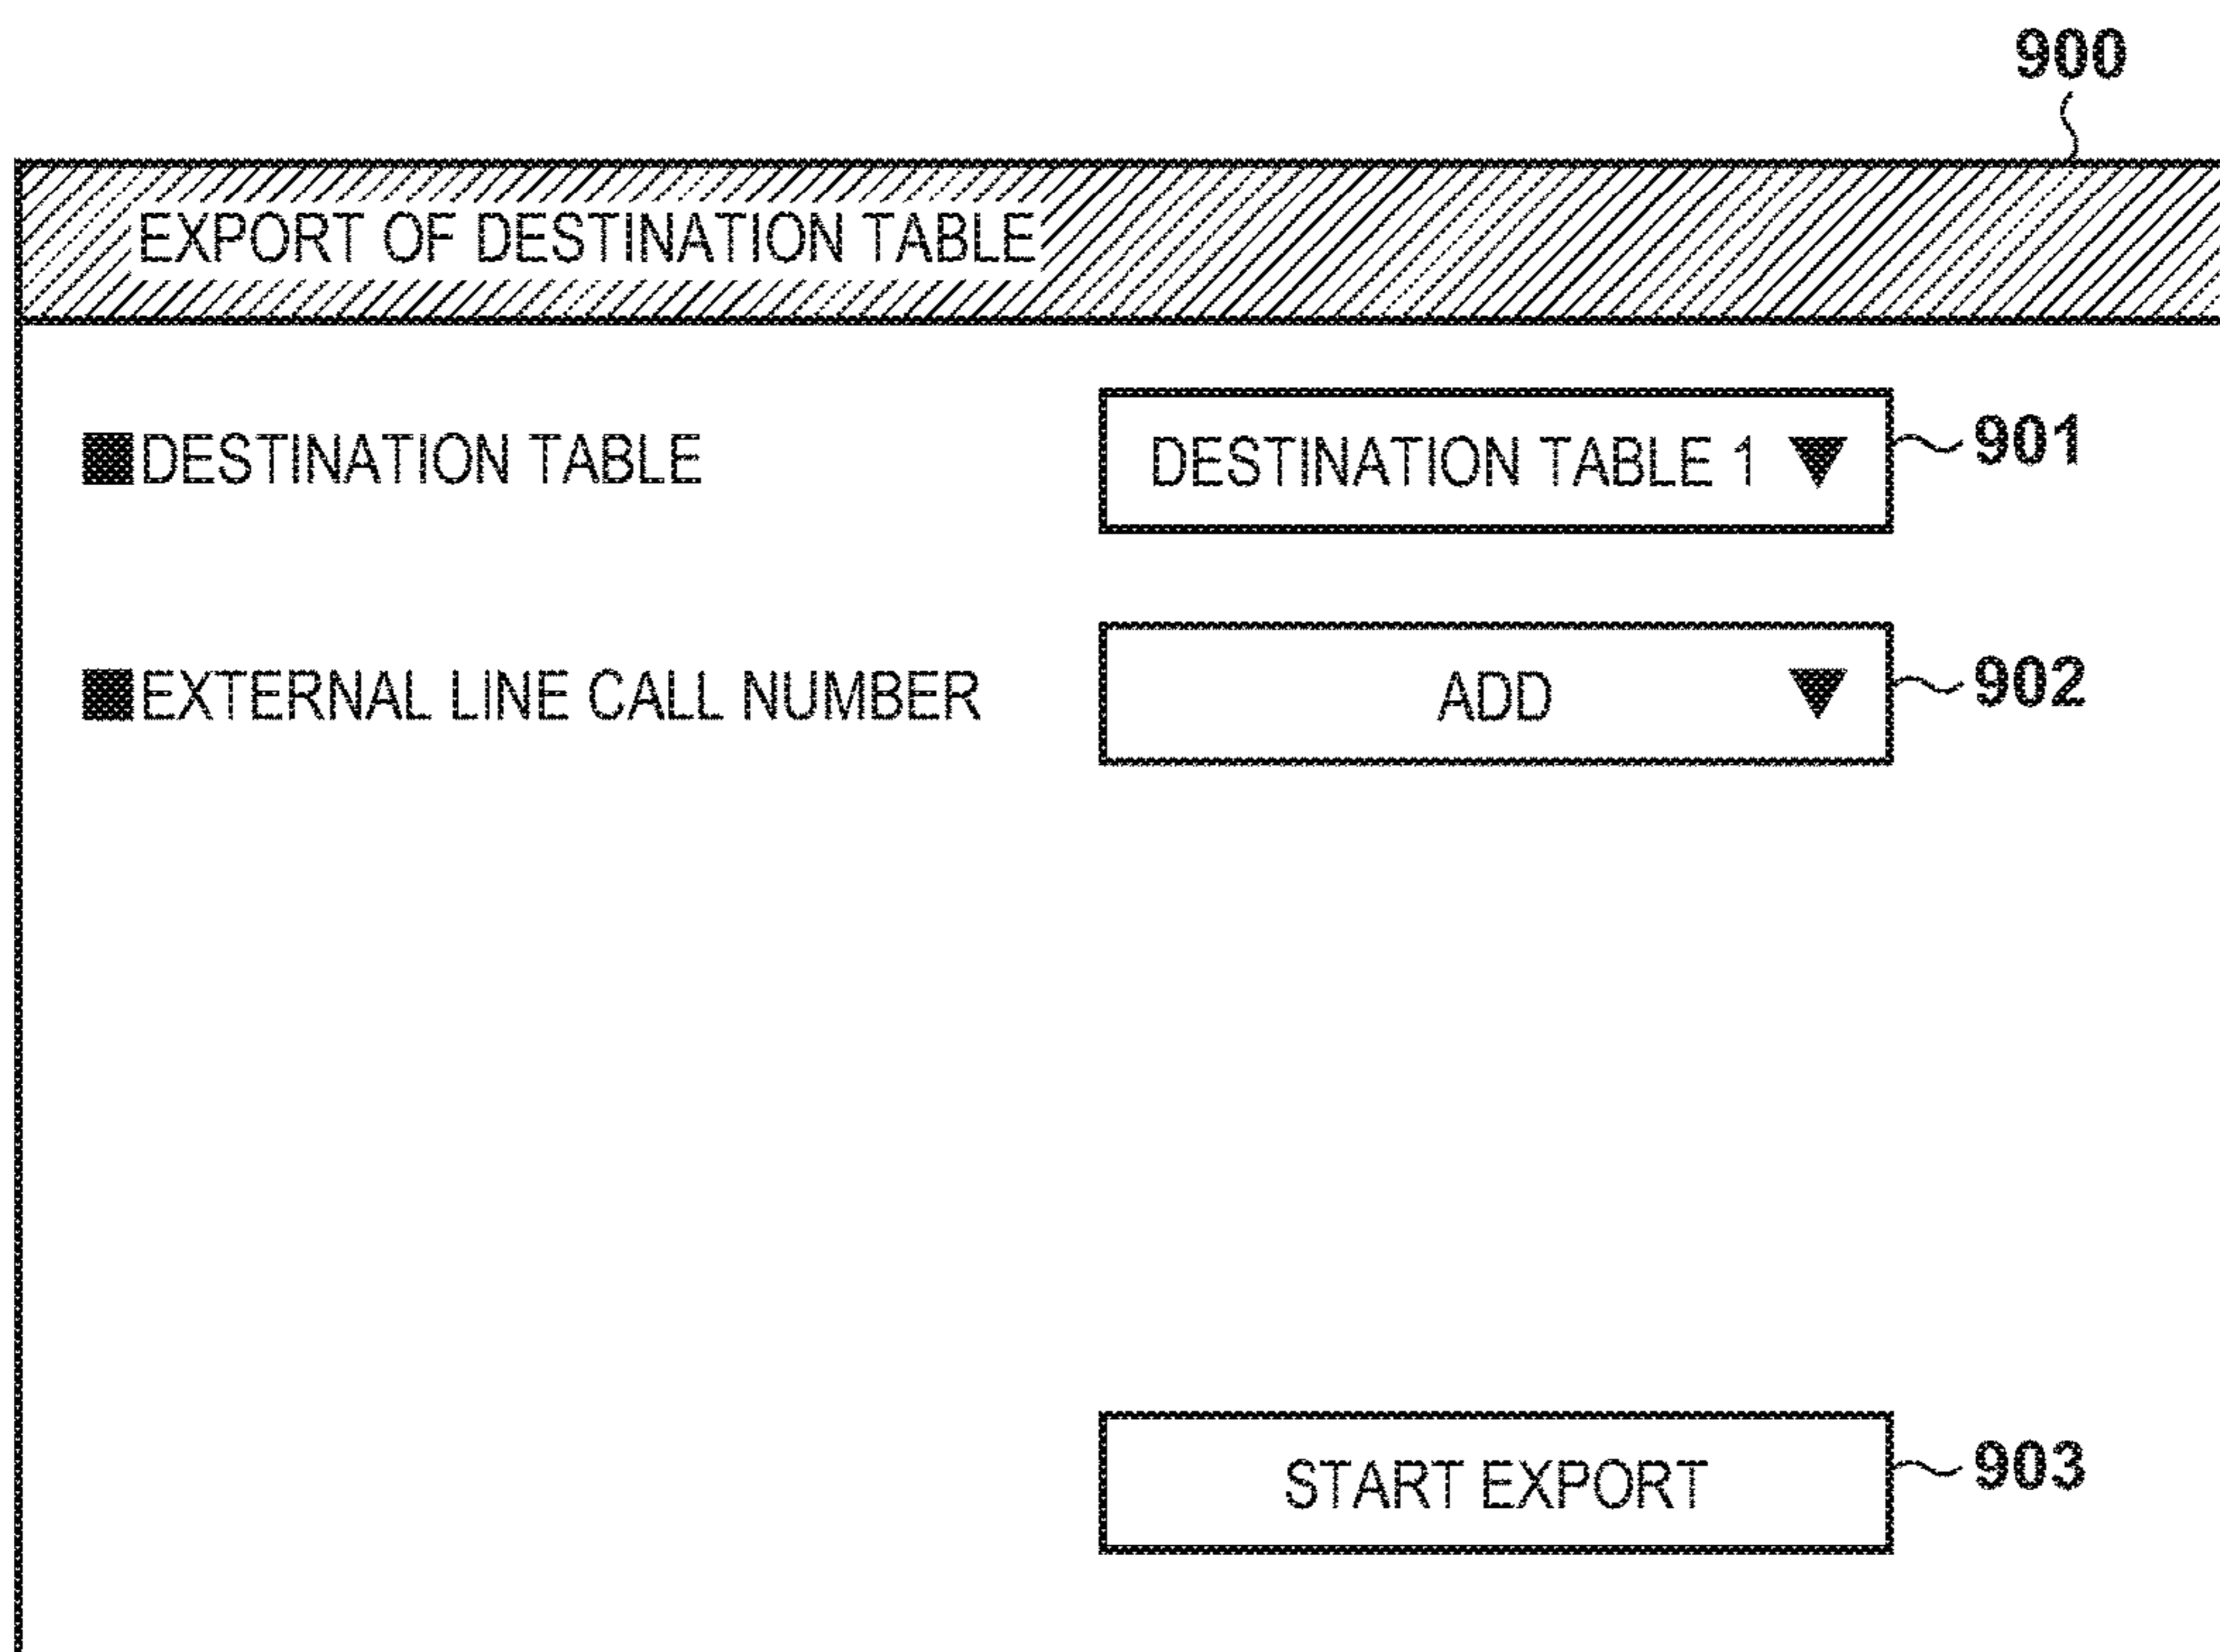 900
EXPORT OF DESTINATION TABLE
■DESTINATION TABLE DESTINATION TABLE 1 ▼ 901
■EXTERNAL LINE CALL NUMBER ADD ▼ 902
START EXPORT 903